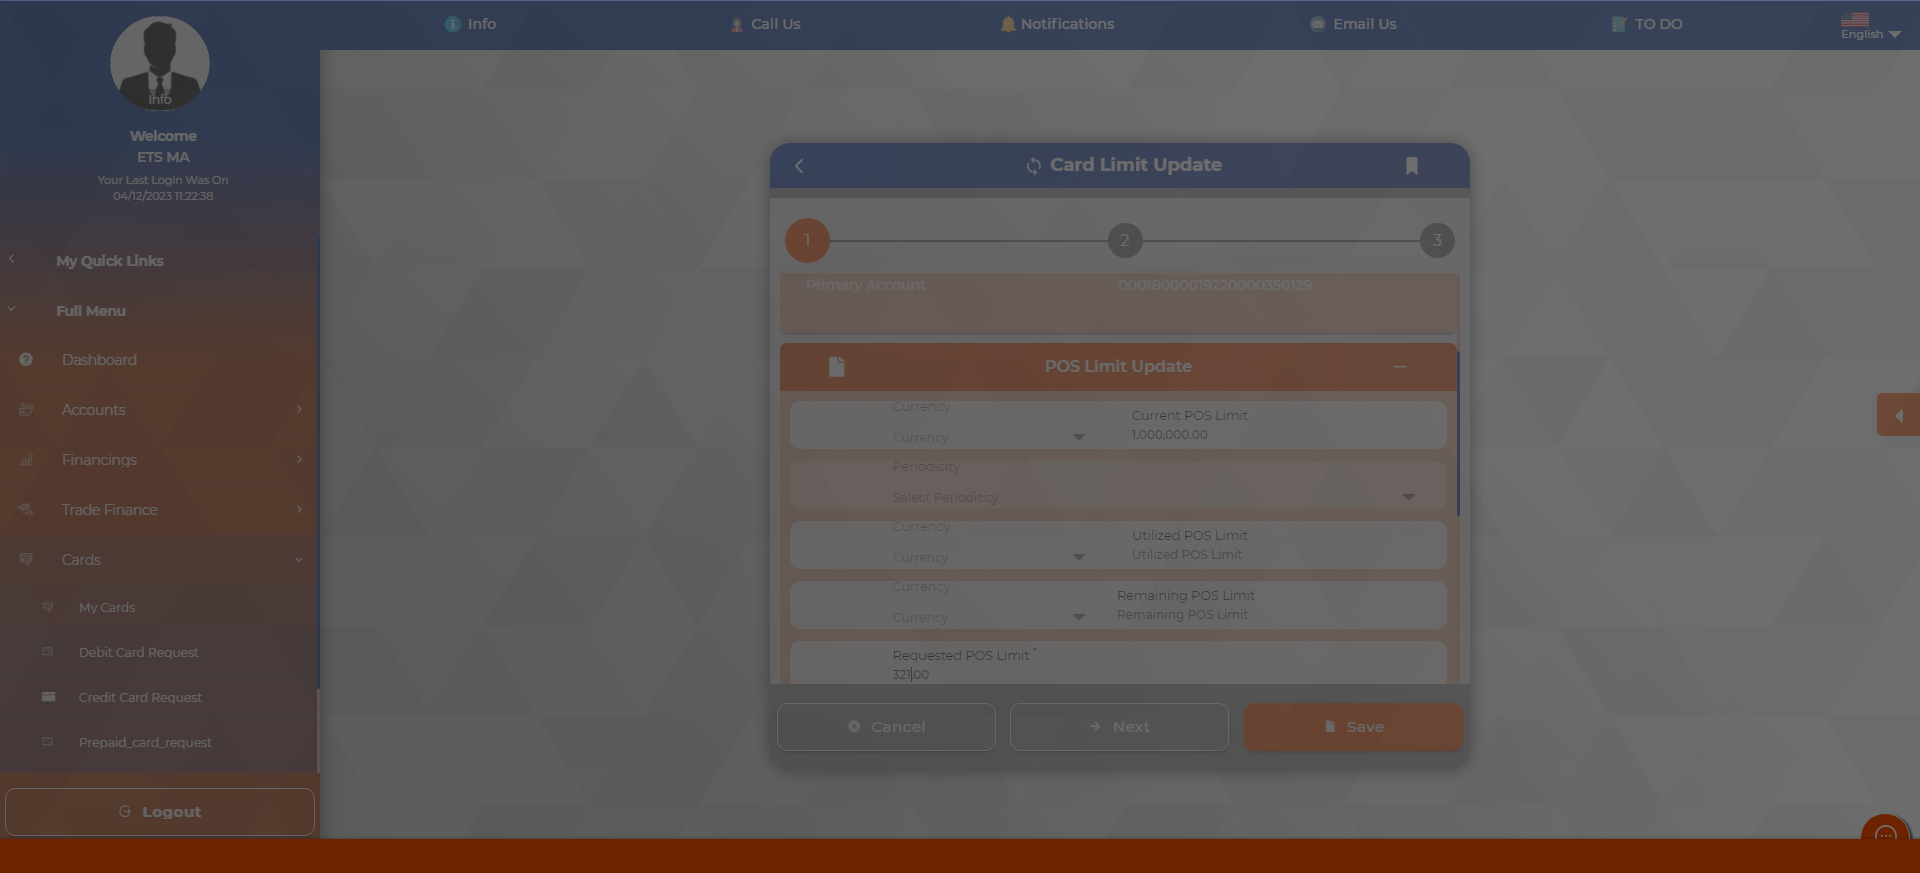 Info
Call Us
Notifications
Email Us
TO DO
English
Info
Welcome
ETS MA
Your Last Login Was On
04/12/2023 11:22:38
My Quick Links
Full Menu
Dashboard
Accounts
Financings
Trade Finance
Cards
My Cards
Debit Card Request
Credit Card Request
Prepaid_card_request
Logout
Card Limit Update
1
2
3
Primary Account
00018000019220000350129
POS Limit Update
Currency
Current POS Limit
Currency
1,000,000.00
Periodicity
Select Periodicity
Currency
Utilized POS Limit
Currency
Utilized POS Limit
Currency
Remaining POS Limit
Currency
Remaining POS Limit
Requested POS Limit *
321.00
Cancel
Next
Save